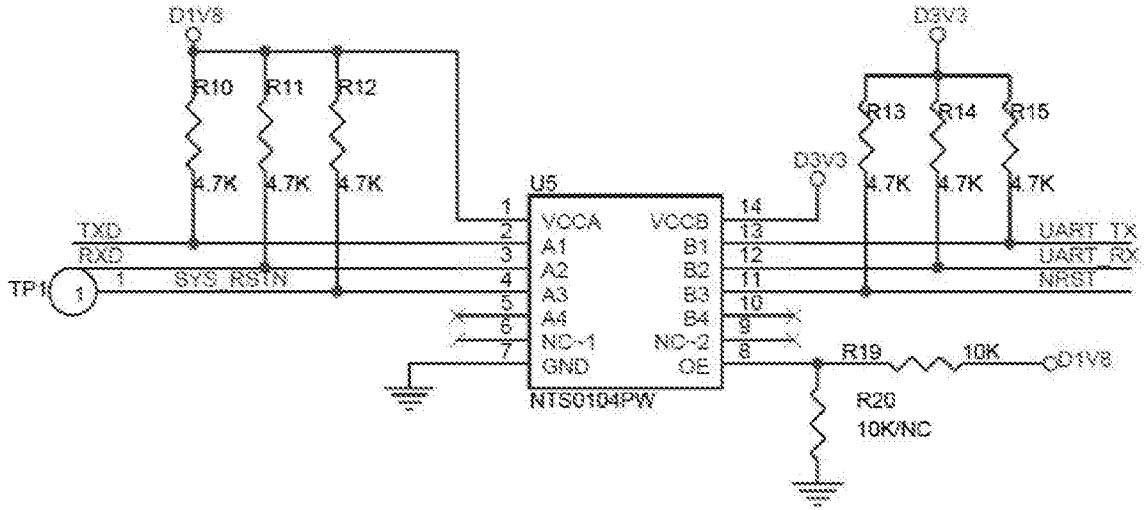 D1V8
D3V3
R10 R11 R12
R13 R14 R15
4.7K 4.7K 4.7K
D3V3
4.7K 4.7K 4.7K
U5
1 VCCA VCCB 14
TXD 2 A1 B1 13 UART_TX
RXD 3 A2 B2 12 UART_RX
TP1 1 1 SYS_RSTN 4 A3 B3 11 NRST
5 A4 B4 10
6 NC~1 NC~2 9
7 GND OE 8
R19 10K D1V8
NTS0104PW
R20
10K/NC